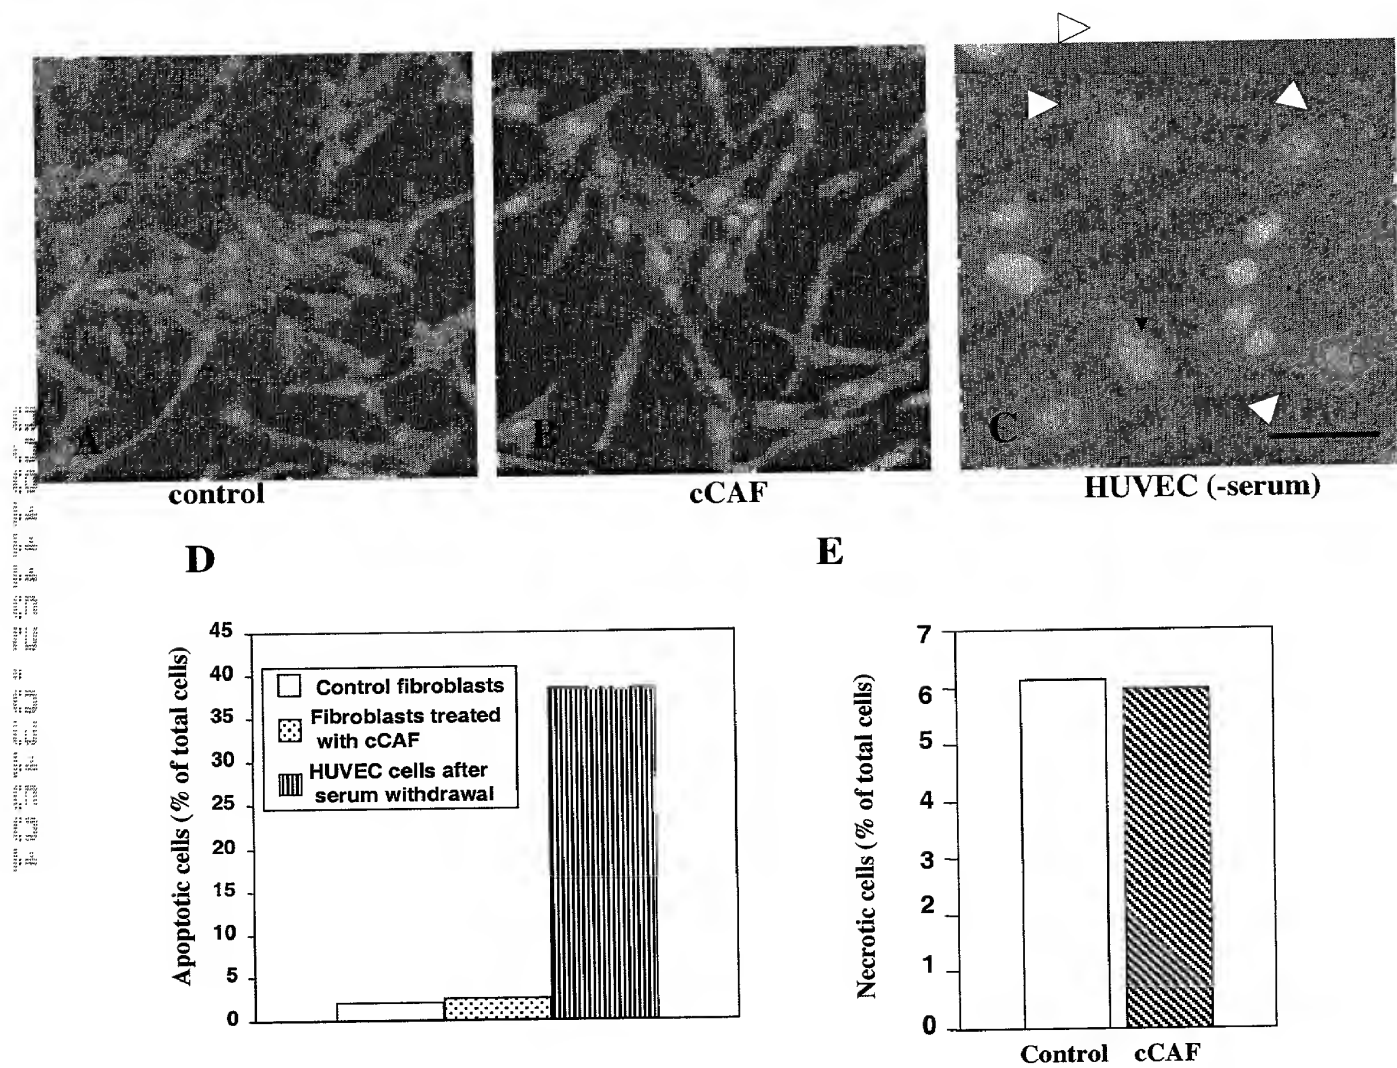 A
B
C
control
cCAF
HUVEC (-serum)
D
E
45
40
35
30
25
20
15
10
5
0
Apoptotic cells (% of total cells)
Control fibroblasts
Fibroblasts treated
with cCAF
HUVEC cells after
serum withdrawal
7
6
5
4
3
2
1
0
Necrotic cells (% of total cells)
Control cCAF